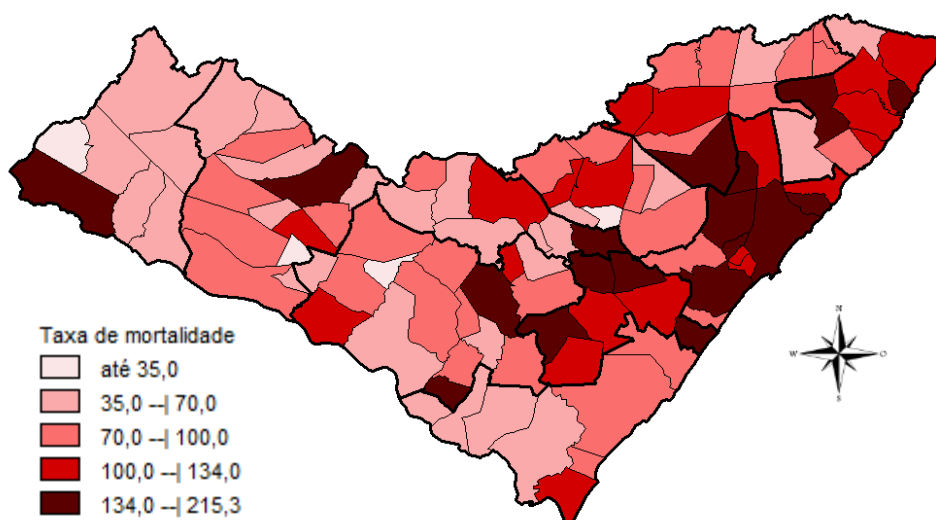 Taxa de mortalidade
até 35,0
35,0 --| 70,0
70,0 --| 100,0
100,0 --| 134,0
134,0 --| 215,3
N
W
O
S